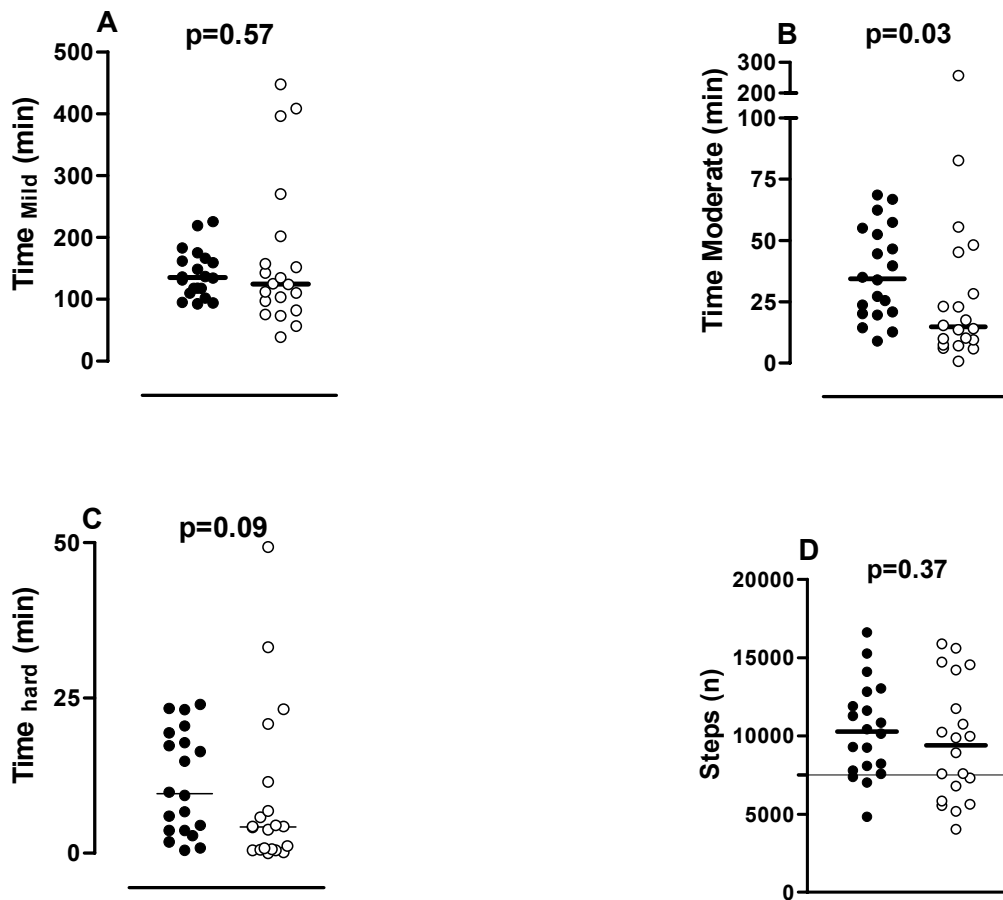 A
p=0.57
Time Mild (min)
500
400
300
200
100
0
B
p=0.03
Time Moderate (min)
300
200
100
75
50
25
0
C
p=0.09
Time hard (min)
50
25
0
D
p=0.37
Steps (n)
20000
15000
10000
5000
0